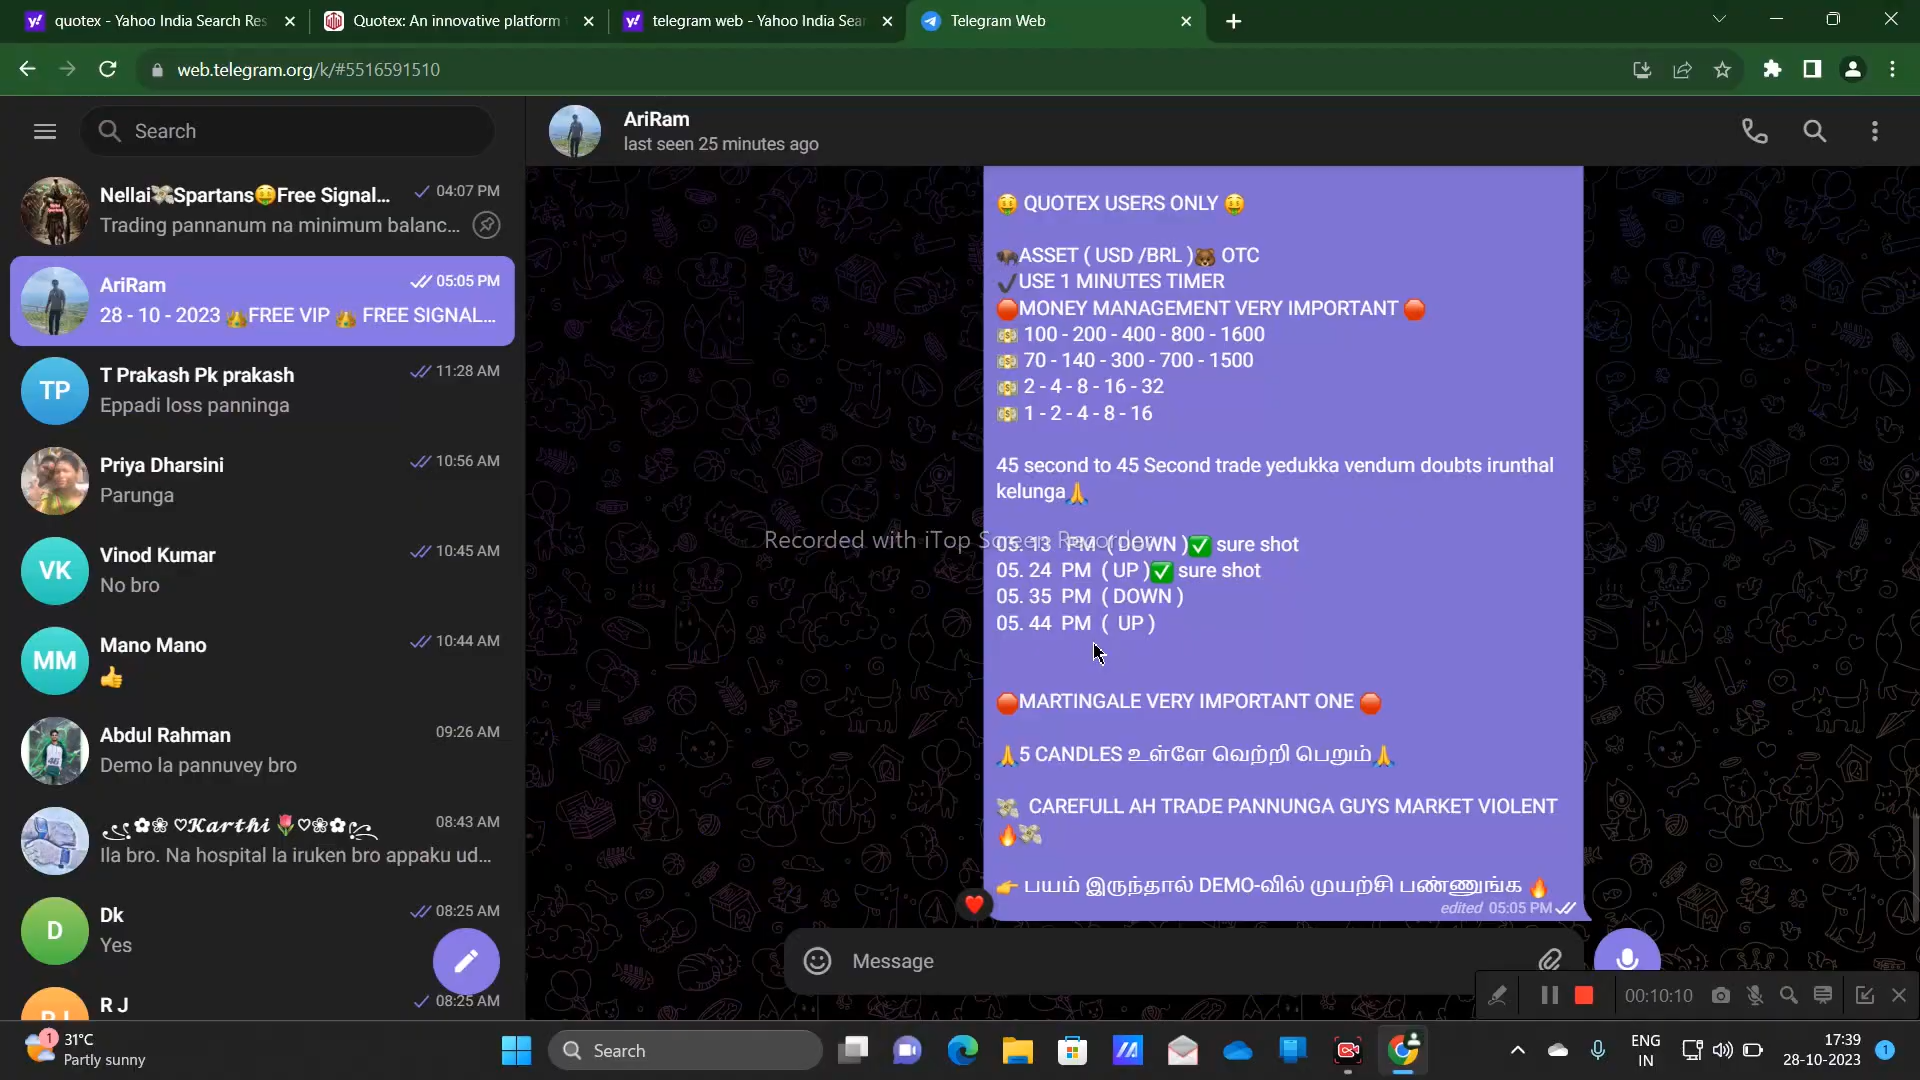 quotex - Yahoo India Search Res
Quotex: An innovative platform
telegram web - Yahoo India Sear
Telegram Web
web.telegram.org/k/#5516591510
Search
AriRam
last seen 25 minutes ago
Nellai💸Spartans🤑Free Signal... 04:07 PM
Trading pannanum na minimum balanc...
AriRam 05:05 PM
28 - 10 - 2023 👑FREE VIP 👑 FREE SIGNAL...
TP
T Prakash Pk prakash 11:28 AM
Eppadi loss panninga
Priya Dharsini 10:56 AM
Parunga
VK
Vinod Kumar 10:45 AM
No bro
MM
Mano Mano 10:44 AM
👍
Abdul Rahman 09:26 AM
Demo la pannuvey bro
♡Karthi🌷♡ 08:43 AM
Ila bro. Na hospital la iruken bro appaku ud...
D
Dk 08:25 AM
Yes
RJ
R J 08:25 AM
🤑 QUOTEX USERS ONLY 🤑
🐃ASSET ( USD /BRL )🐻 OTC
✔️USE 1 MINUTES TIMER
🛑MONEY MANAGEMENT VERY IMPORTANT 🛑
💵 100 - 200 - 400 - 800 - 1600
💵 70 - 140 - 300 - 700 - 1500
💵 2 - 4 - 8 - 16 - 32
💵 1 - 2 - 4 - 8 - 16
45 second to 45 Second trade yedukka vendum doubts irunthal
kelunga🙏
Recorded with iTop Screen Recorder
05. 13 PM ( DOWN )✅ sure shot
05. 24 PM ( UP )✅ sure shot
05. 35 PM ( DOWN )
05. 44 PM ( UP )
🛑MARTINGALE VERY IMPORTANT ONE 🛑
🙏5 CANDLES உள்ளே வெற்றி பெறும்🙏
💸 CAREFULL AH TRADE PANNUNGA GUYS MARKET VIOLENT
🔥💸
👉 பயம் இருந்தால் DEMO-வில் முயற்சி பண்ணுங்க 🔥
edited 05:05 PM
Message
00:10:10
1
31°C
Partly sunny
Search
ENG
IN
17:39
28-10-2023
1